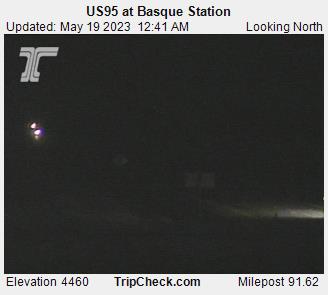 US95 at Basque Station
Updated: May 19 2023 12:41 AM Looking North
Elevation 4460 TripCheck.com Milepost 91.62